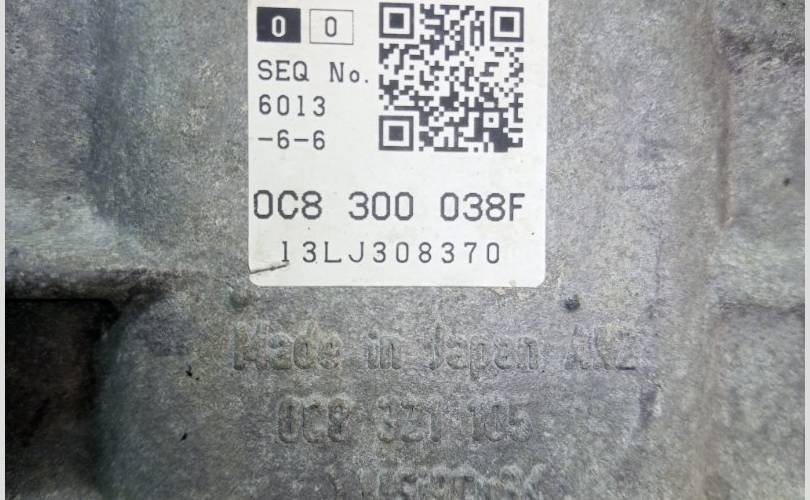 0 0
SEQ No.
6013
-6-6
0C8 300 038F
13LJ308370
Made in Japan
0C8 321 105